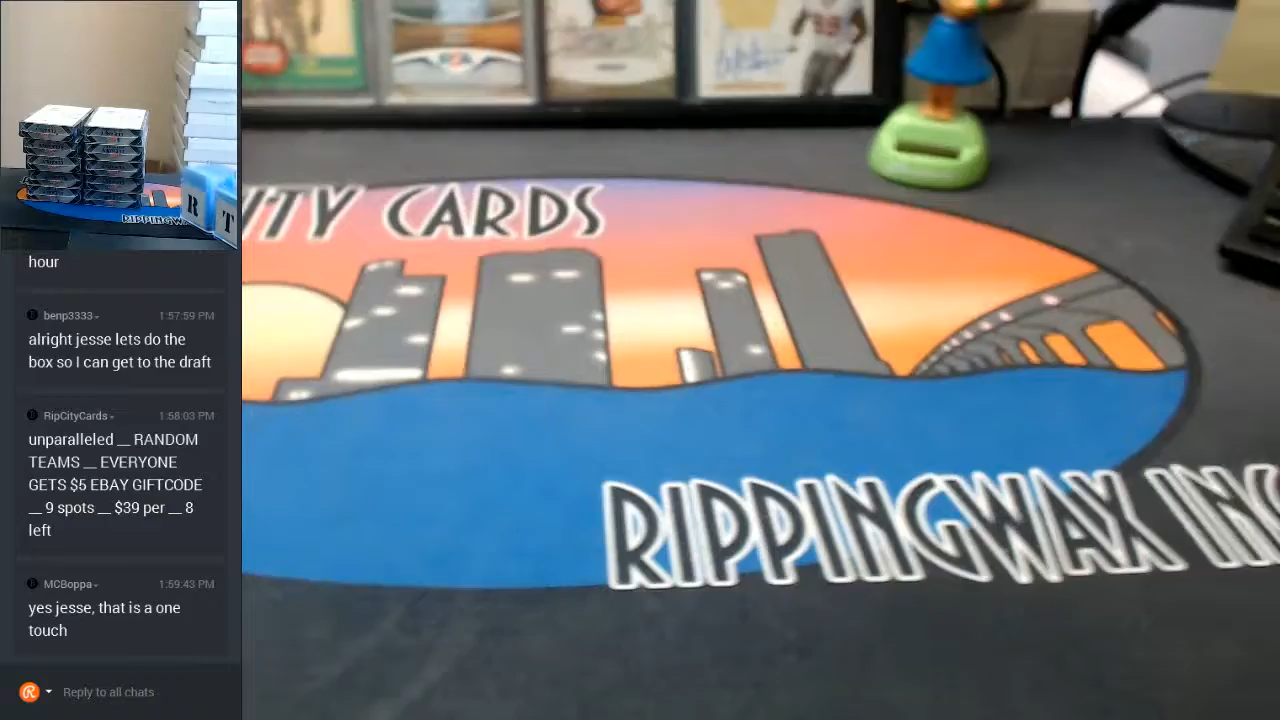 R T
RIPPINGW
hour
benp3333 1:57:59 PM
alright jesse lets do the
box so I can get to the draft
RipCityCards 1:58:03 PM
unparalleled __ RANDOM
TEAMS __ EVERYONE
GETS $5 EBAY GIFTCODE
__ 9 spots __ $39 per __ 8
left
MCBoppa 1:59:43 PM
yes jesse, that is a one
touch
Reply to all chats
ITY CARDS
RIPPINGWAX INC